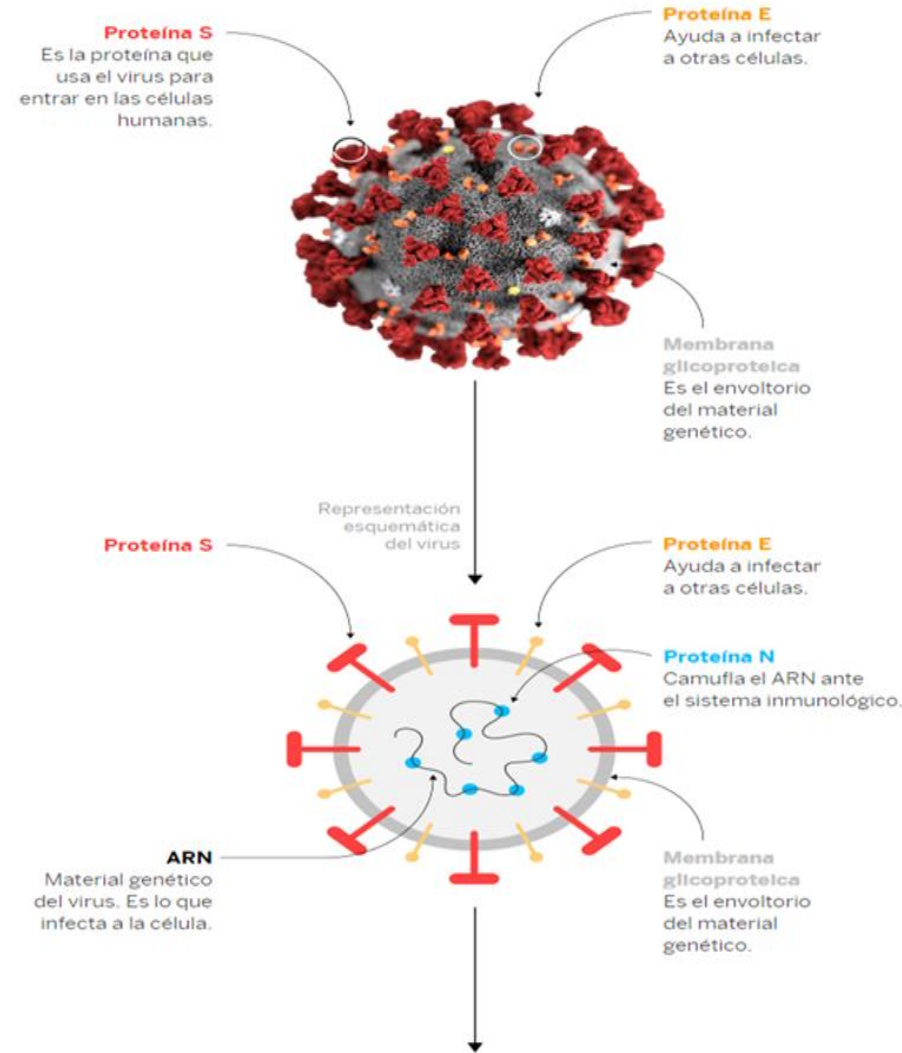 Proteína S
Es la proteína que
usa el virus para
entrar en las células
humanas.
Proteína E
Ayuda a infectar
a otras células.
Membrana
glicoproteica
Es el envoltorio
del material
genético.
Representación
esquemática
del virus
Proteína S
Proteína E
Ayuda a infectar
a otras células.
Proteína N
Camufla el ARN ante
el sistema inmunológico.
ARN
Material genético
del virus. Es lo que
infecta a la célula.
Membrana
glicoproteica
Es el envoltorio
del material
genético.